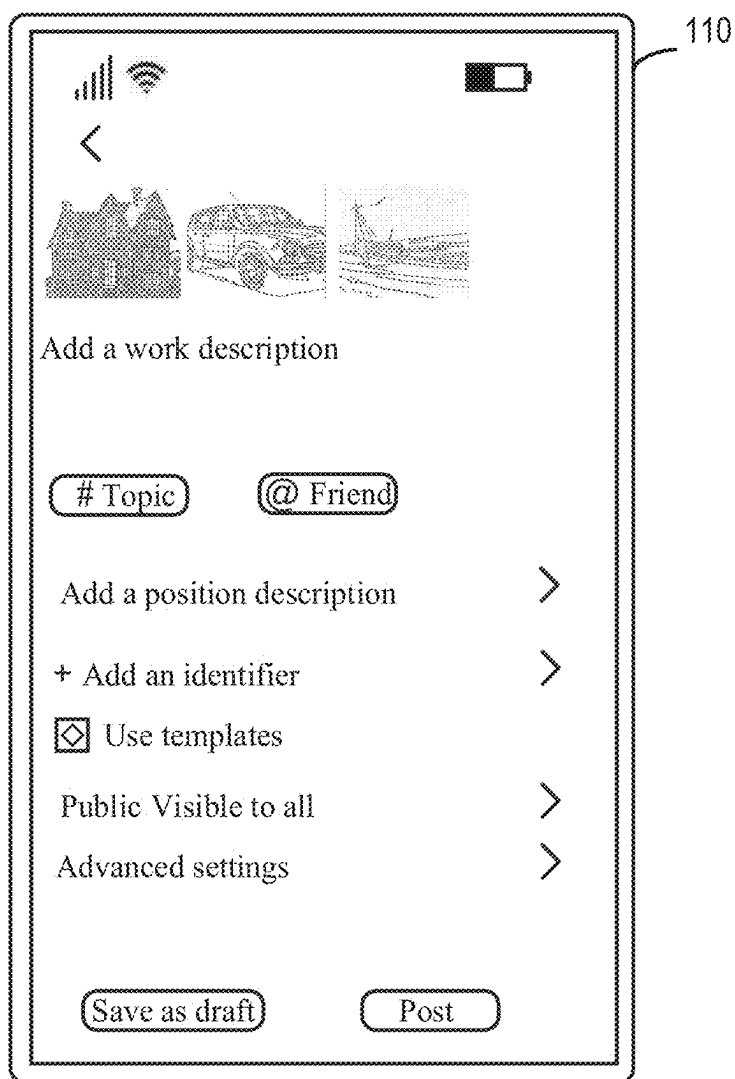 110
Add a work description
# Topic
@ Friend
Add a position description
+ Add an identifier
Use templates
Public Visible to all
Advanced settings
Save as draft
Post